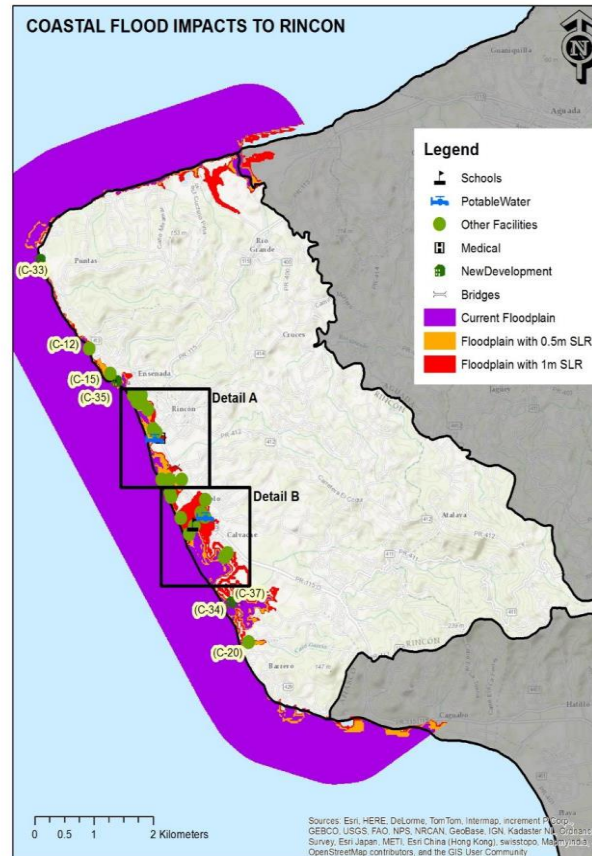 COASTAL FLOOD IMPACTS TO RINCON
N
Guaniquilla
Aguada
Legend
Schools
PotableWater
Other Facilities
Medical
NewDevelopment
Bridges
Current Floodplain
Floodplain with 0.5m SLR
Floodplain with 1m SLR
Puntas
Rio
Grande
Cruces
(C-33)
(C-12)
Ensenada
(C-15)
(C-35)
Detail A
Rincon
RINCON
Detail B
Calvache
Atalaya
(C-37)
(C-34)
(C-20)
Barrero
Hatillo
Playa
0 0.5 1 2 Kilometers
Sources: Esri, HERE, DeLorme, TomTom, Intermap, increment P Corp.,
GEBCO, USGS, FAO, NPS, NRCAN, GeoBase, IGN, Kadaster NL, Ordnance
Survey, Esri Japan, METI, Esri China (Hong Kong), swisstopo, MapmyIndia,
OpenStreetMap contributors, and the GIS User Community